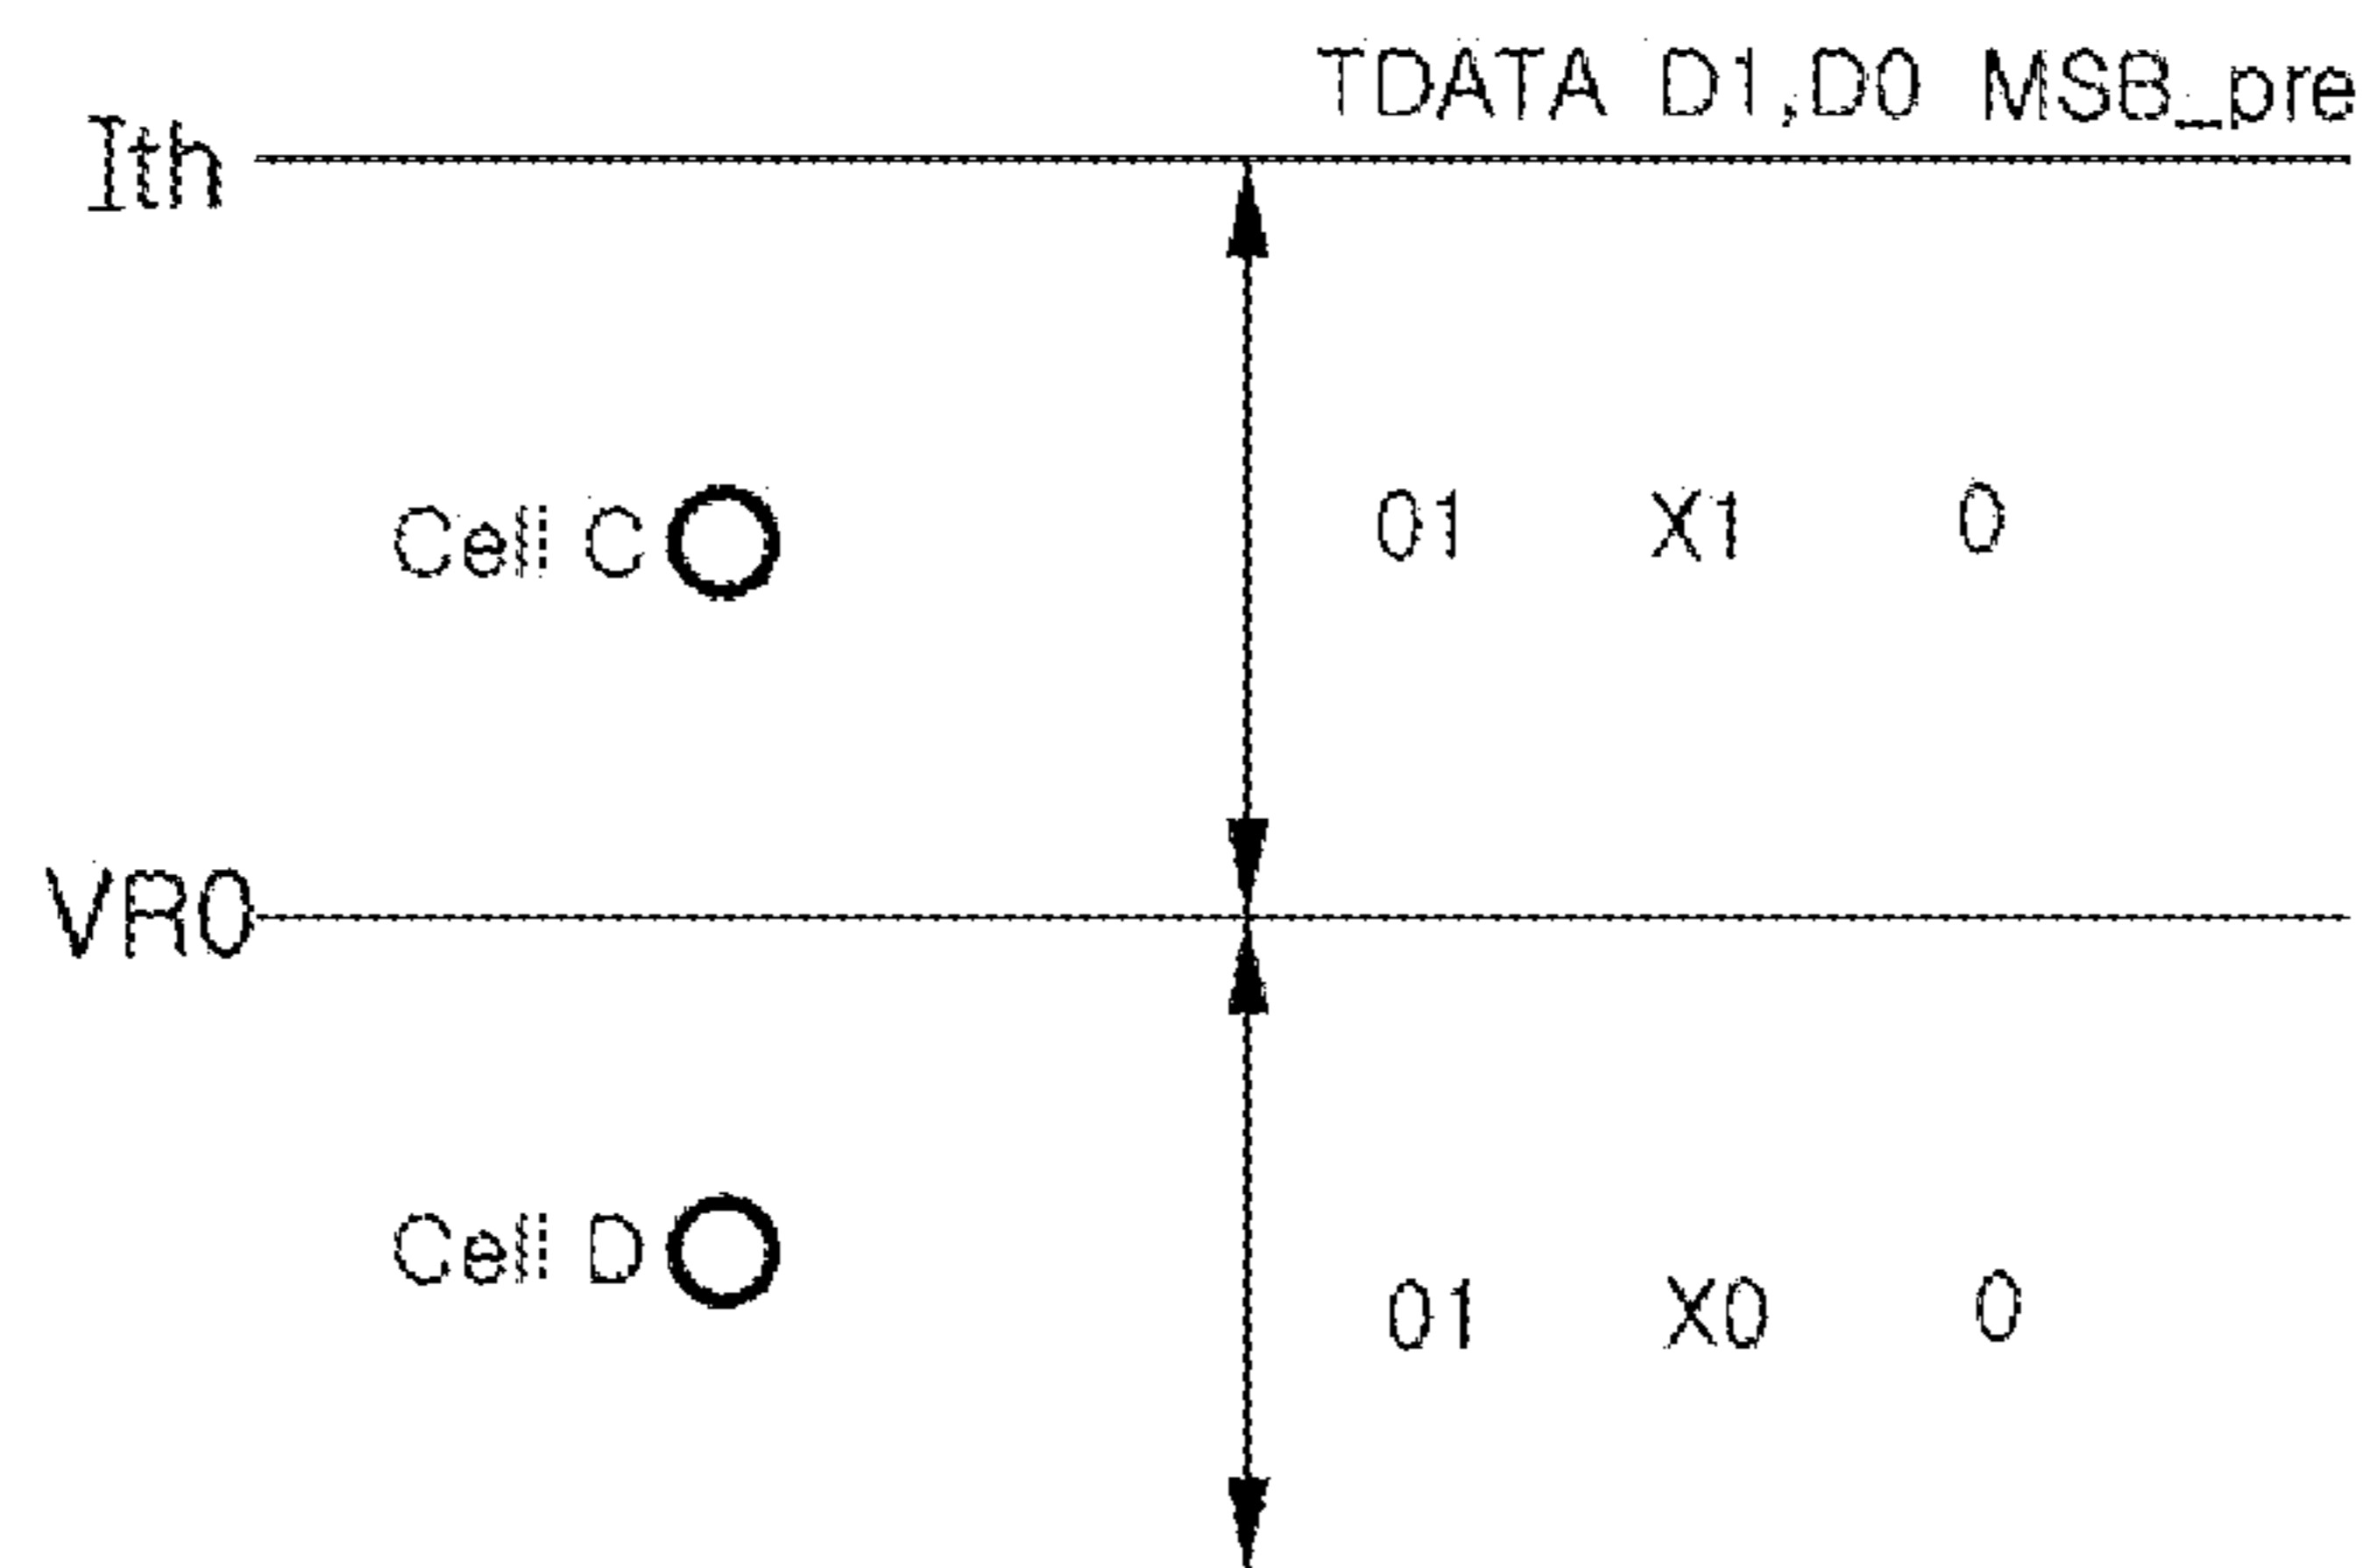 TDATA D1,D0 MSB_pre
Ith
Cell C 01 X1 0
VR0
Cell D 01 X0 0